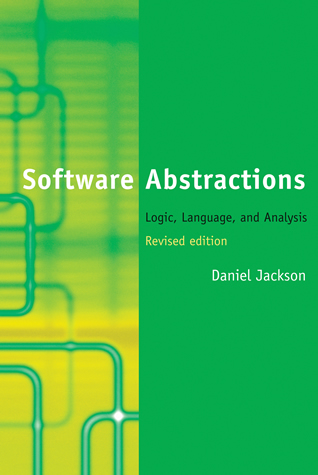 Software Abstractions
Logic, Language, and Analysis
Revised edition
Daniel Jackson